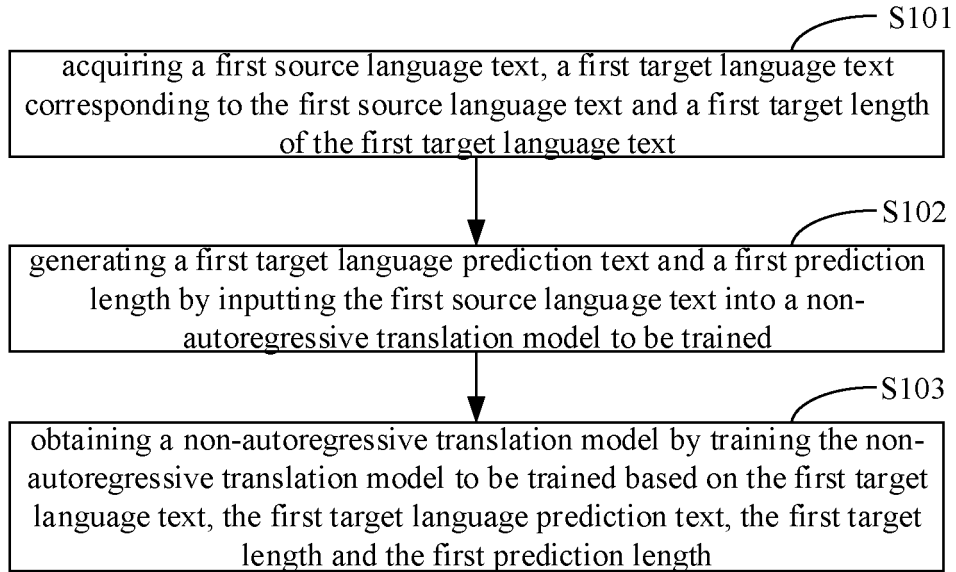 S101
acquiring a first source language text, a first target language text
corresponding to the first source language text and a first target length
of the first target language text
S102
generating a first target language prediction text and a first prediction
length by inputting the first source language text into a non-
autoregressive translation model to be trained
S103
obtaining a non-autoregressive translation model by training the non-
autoregressive translation model to be trained based on the first target
language text, the first target language prediction text, the first target
length and the first prediction length